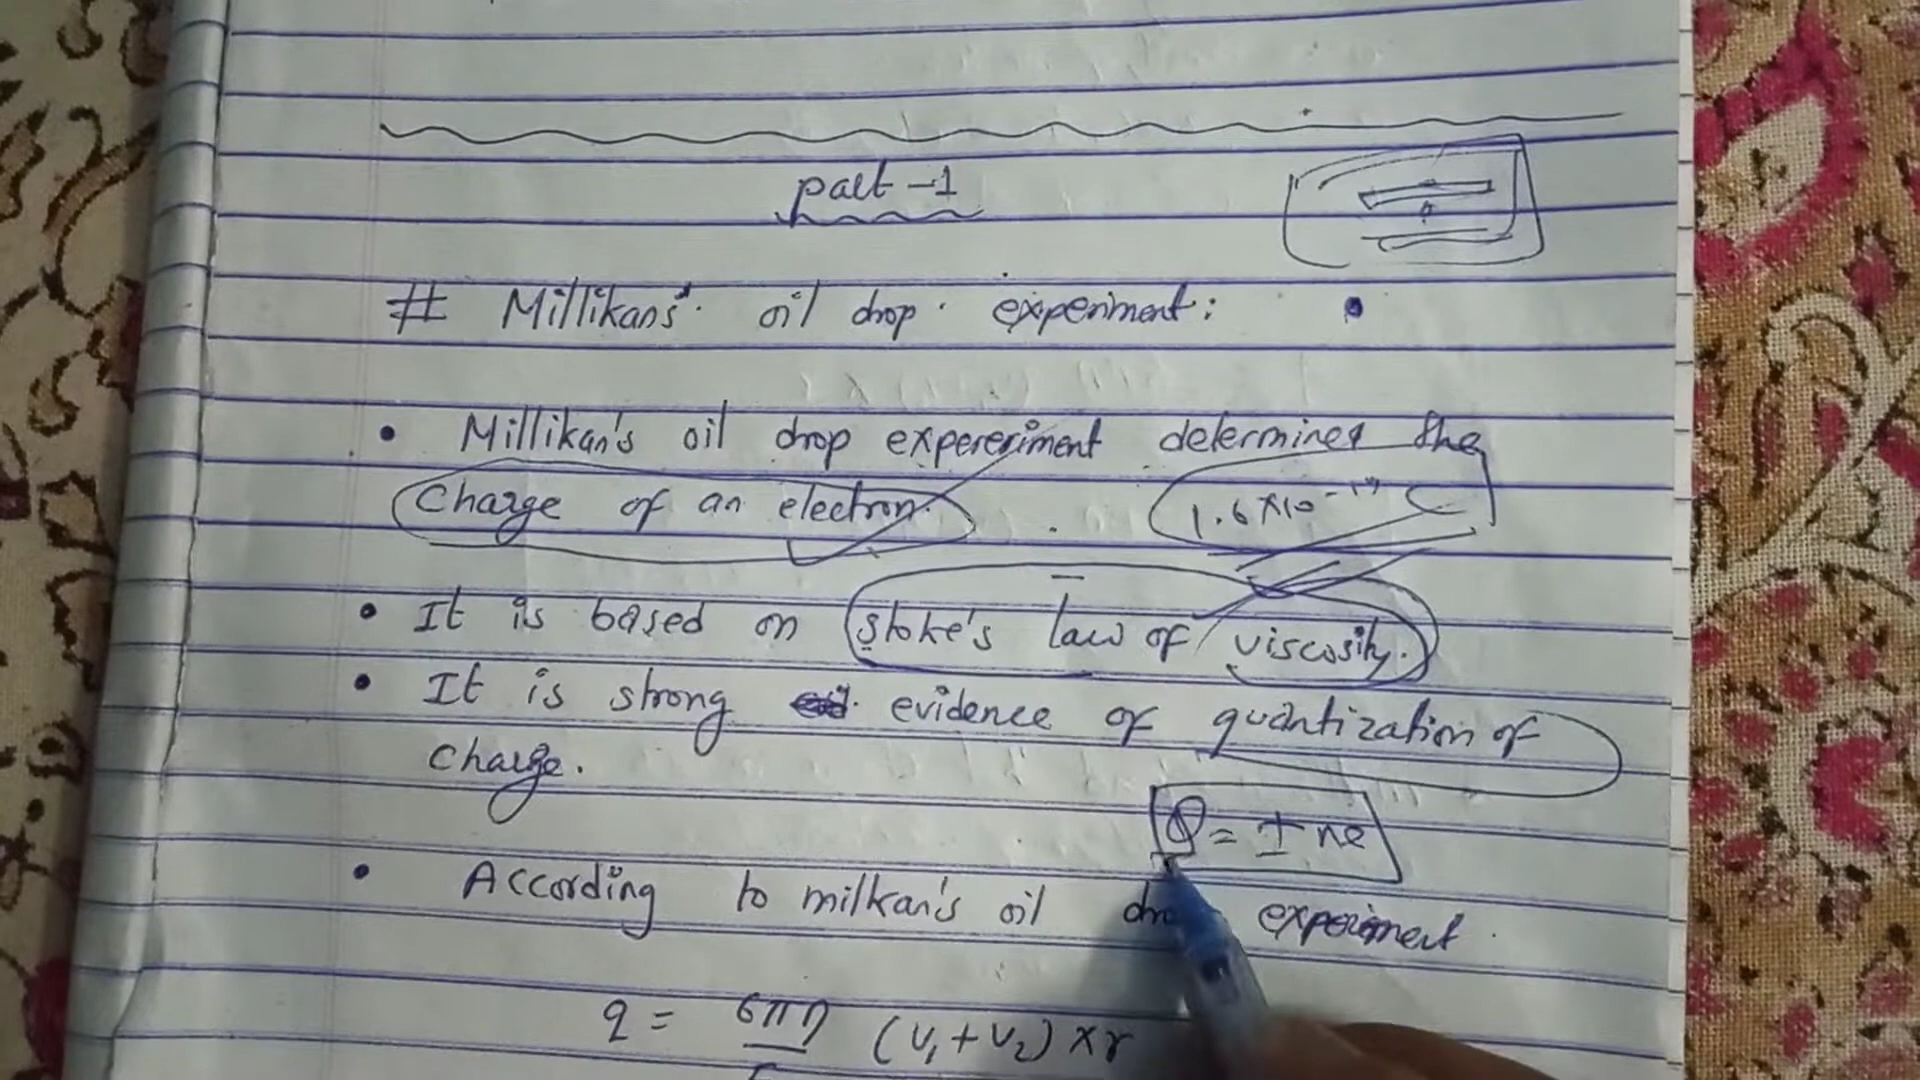 part -1
# Millikan's oil drop experiment:
• Millikan's oil drop expereriment determines the
Charge of an electron. 1.6×10⁻¹⁹ C
• It is based on stoke's law of viscosity.
• It is strong evidence of quantization of
Charge.
Q = ± ne
• According to milkan's oil experiment
q = 6πη (V₁+V₂) × r